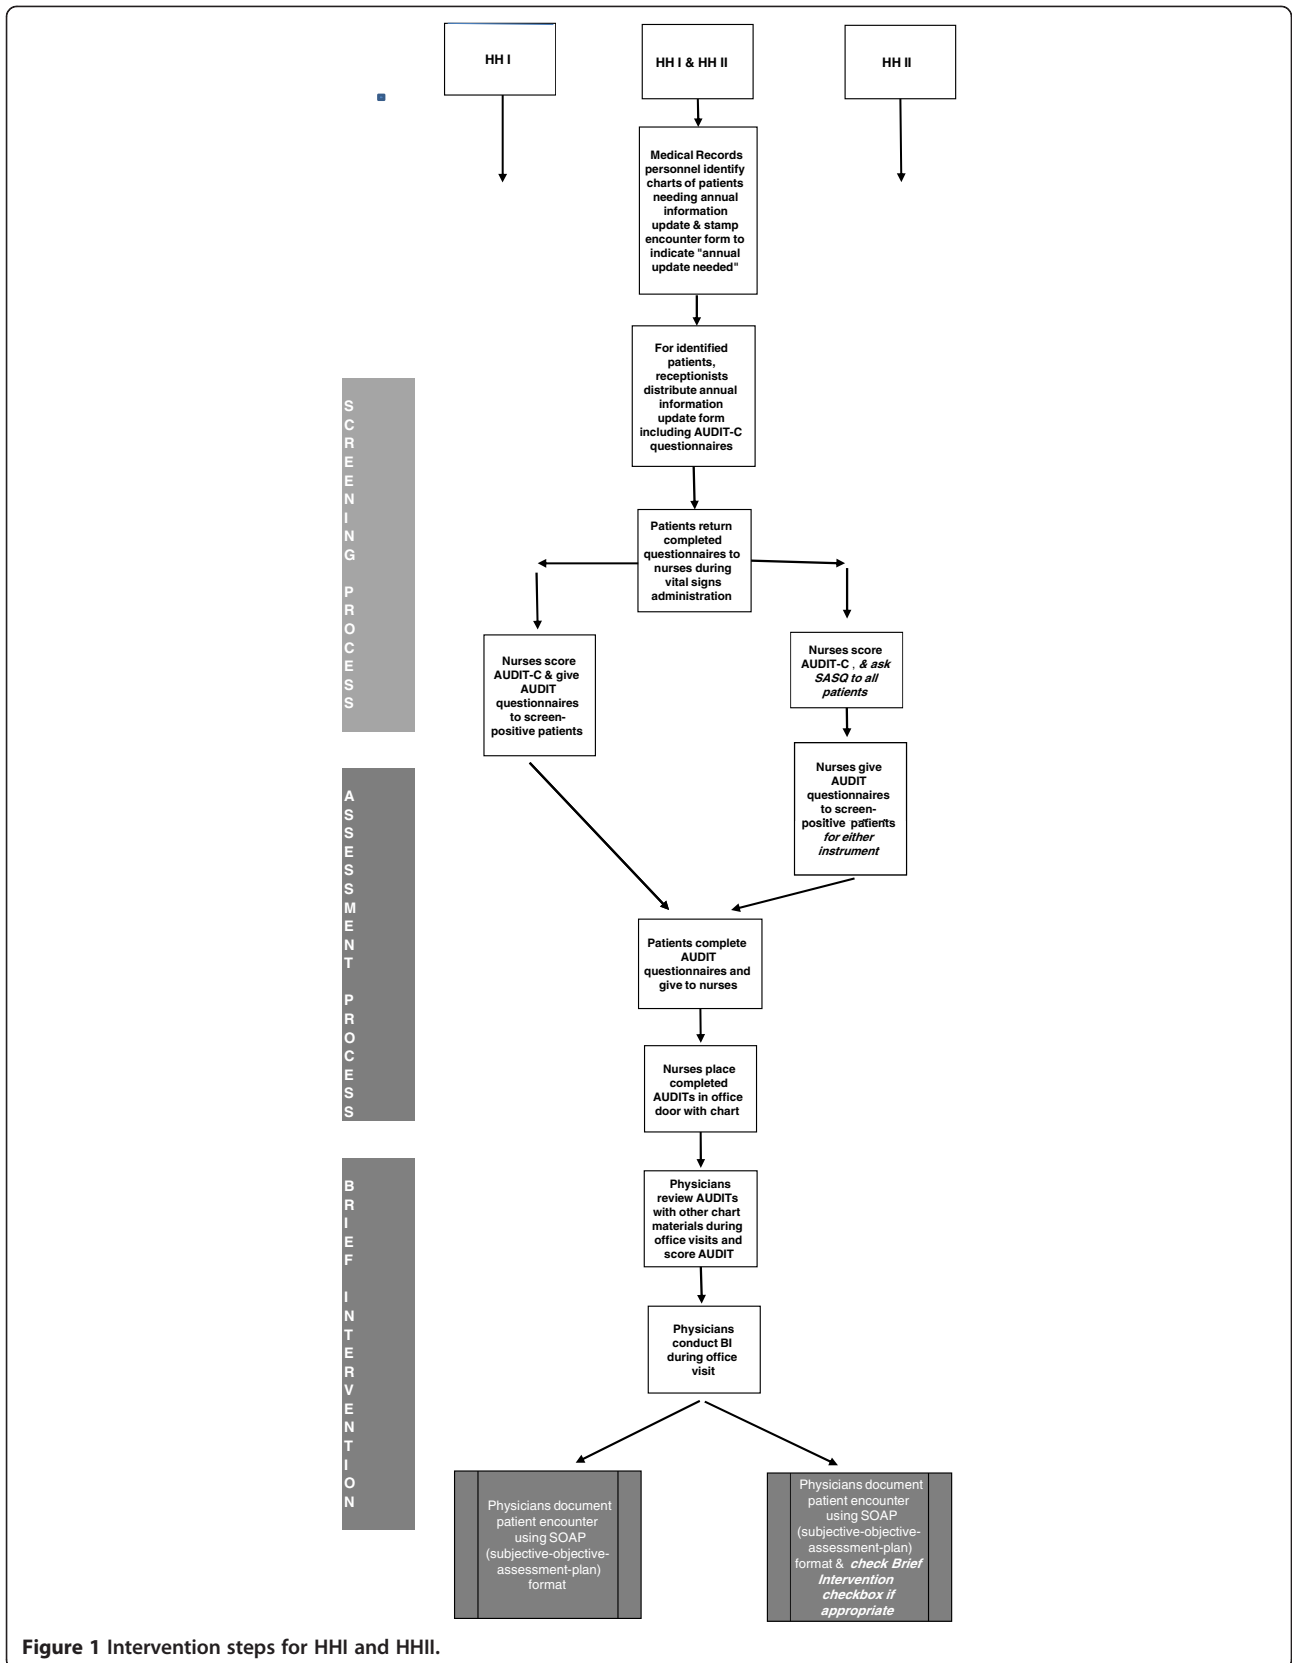 HH I
HH I & HH II
HH II
Medical Records
personnel identify
charts of patients
needing annual
information
update & stamp
encounter form to
indicate "annual
update needed"
For identified
patients,
receptionists
distribute annual
information
update form
including AUDIT-C
questionnaires
SCREENING PROCESS
Patients return
completed
questionnaires to
nurses during
vital signs
administration
Nurses score
AUDIT-C & give
AUDIT
questionnaires
to screen-
positive patients
Nurses score
AUDIT-C , & ask
SASQ to all
patients
Nurses give
AUDIT
questionnaires
to screen-
positive patients
for either
instrument
ASSESSMENT PROCESS
Patients complete
AUDIT
questionnaires and
give to nurses
Nurses place
completed
AUDITs in office
door with chart
BRIEF INTERVENTION
Physicians
review AUDITs
with other chart
materials during
office visits and
score AUDIT
Physicians
conduct BI
during office
visit
Physicians document
patient encounter
using SOAP
(subjective-objective-
assessment-plan)
format
Physicians document
patient encounter
using SOAP
(subjective-objective-
assessment-plan)
format & check Brief
Intervention
checkbox if
appropriate
Figure 1 Intervention steps for HHI and HHII.